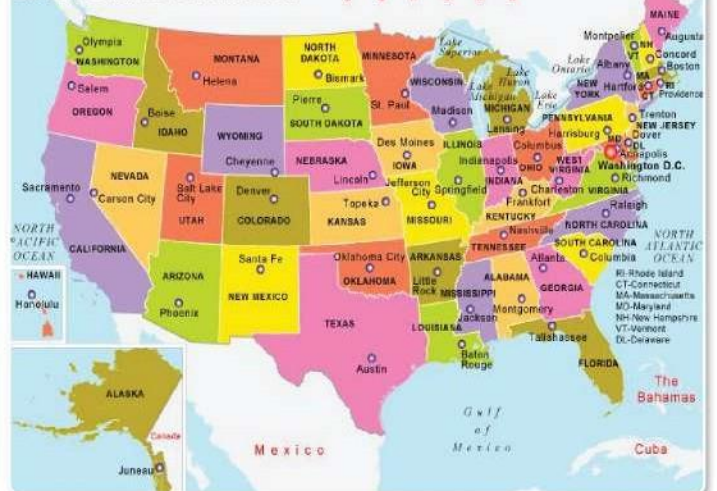 MAINE
Augusta
Montpelier
VT
NH
Concord
Boston
MA
RI
Providence
CT
Hartford
Albany
NEW
YORK
Lake
Ontario
Lake
Erie
Lake
Huron
Lake
Superior
Lake
Michigan
Olympia
WASHINGTON
Salem
OREGON
MONTANA
Helena
Boise
IDAHO
WYOMING
Cheyenne
NORTH
DAKOTA
Bismark
Pierre
SOUTH DAKOTA
MINNESOTA
St. Paul
WISCONSIN
Madison
MICHIGAN
Lansing
PENNSYLVANIA
Harrisburg
Trenton
NEW JERSEY
Dover
DL
MD
Annapolis
Washington D.C.
Richmond
VIRGINIA
WEST
VIRGINIA
Charleston
Columbus
OHIO
Indianapolis
INDIANA
ILLINOIS
Springfield
Des Moines
IOWA
NEBRASKA
Lincoln
NEVADA
Carson City
Sacramento
CALIFORNIA
Salt Lake
City
UTAH
Denver
COLORADO
Topeka
KANSAS
Jefferson
City
MISSOURI
Frankfort
KENTUCKY
Nashville
TENNESSEE
Raleigh
NORTH CAROLINA
SOUTH CAROLINA
Columbia
Atlanta
GEORGIA
ALABAMA
Montgomery
MISSISSIPPI
Jackson
ARKANSAS
Little
Rock
Oklahoma City
OKLAHOMA
Santa Fe
NEW MEXICO
ARIZONA
Phoenix
TEXAS
Austin
LOUISIANA
Baton
Rouge
Tallahassee
FLORIDA
NORTH
PACIFIC
OCEAN
NORTH
ATLANTIC
OCEAN
HAWAII
Honolulu
ALASKA
Canada
Juneau
RI-Rhode Island
CT-Connecticut
MA-Massachusetts
MD-Maryland
NH-New Hampshire
VT-Vermont
DL-Delaware
Gulf
of
Mexico
Mexico
The
Bahamas
Cuba